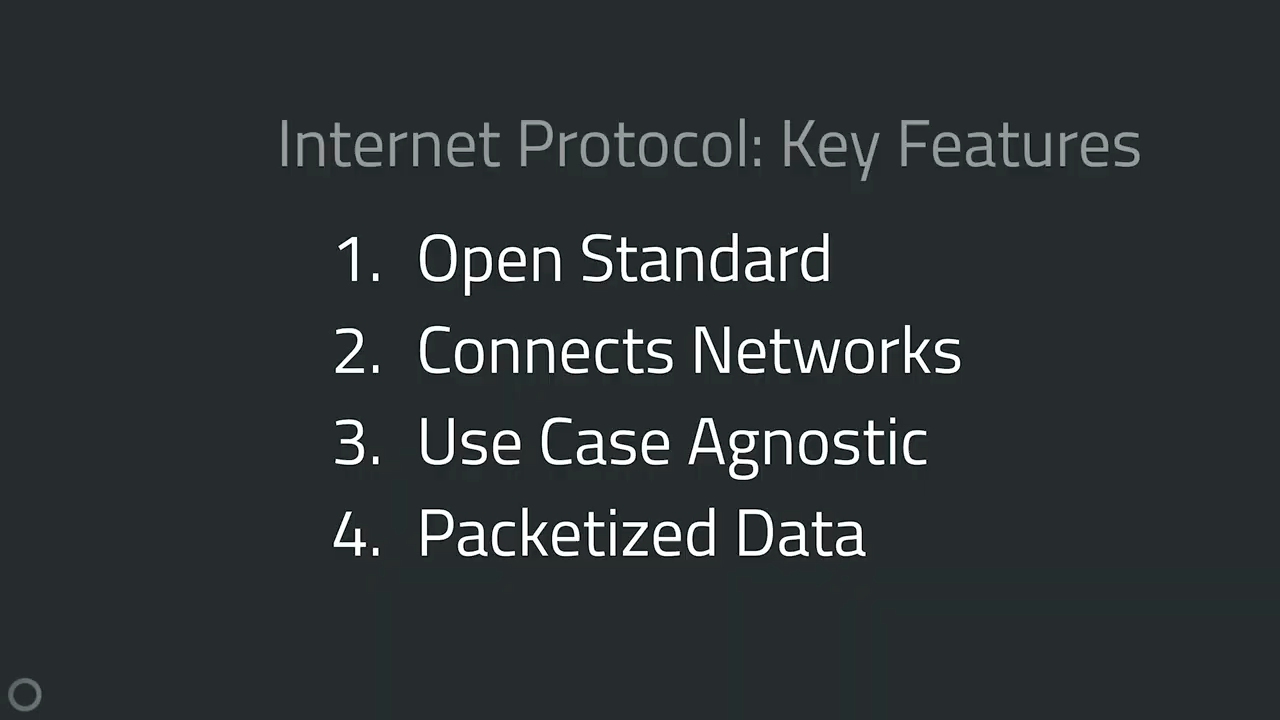 Internet Protocol: Key Features
1. Open Standard
2. Connects Networks
3. Use Case Agnostic
4. Packetized Data